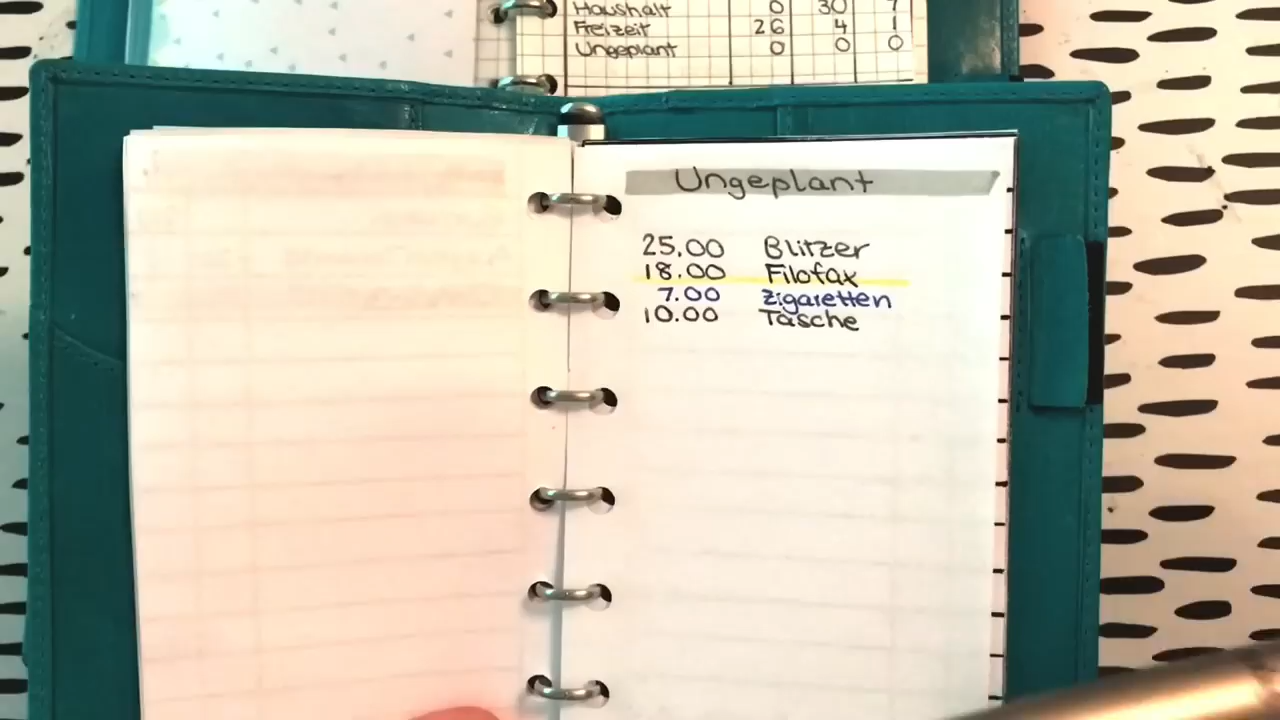 Haushalt 0 30 7
Freizeit 26 4 1
Ungeplant 0 0 0
Ungeplant
25.00 Blitzer
18.00 Filofax
7.00 zigaretten
10.00 Tasche